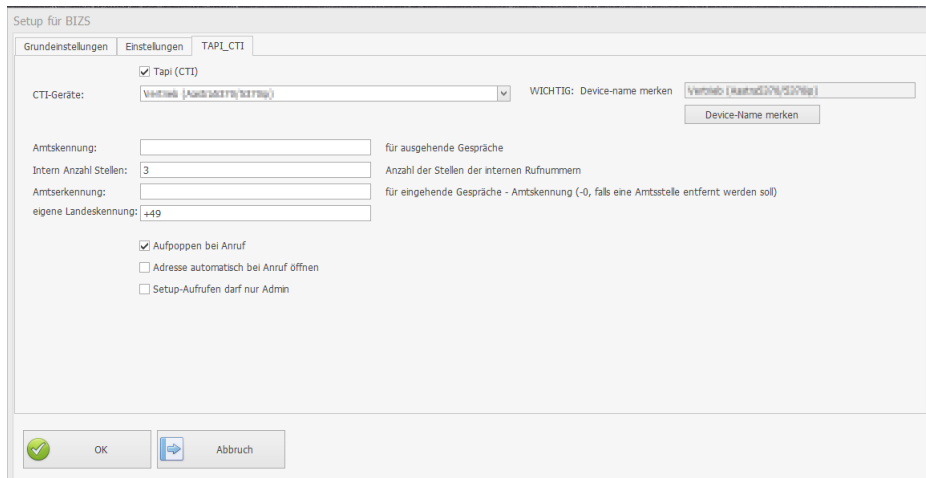 Setup für BIZS
Grundeinstellungen Einstellungen TAPI_CTI
Tapi (CTI)
CTI-Geräte: WICHTIG: Device-name merken
Device-Name merken
Amtskennung: für ausgehende Gespräche
Intern Anzahl Stellen: 3 Anzahl der Stellen der internen Rufnummern
Amtserkennung: für eingehende Gespräche - Amtskennung (-0, falls eine Amtsstelle entfernt werden soll)
eigene Landeskennung: +49
Aufpoppen bei Anruf
Adresse automatisch bei Anruf öffnen
Setup-Aufrufen darf nur Admin
OK Abbruch